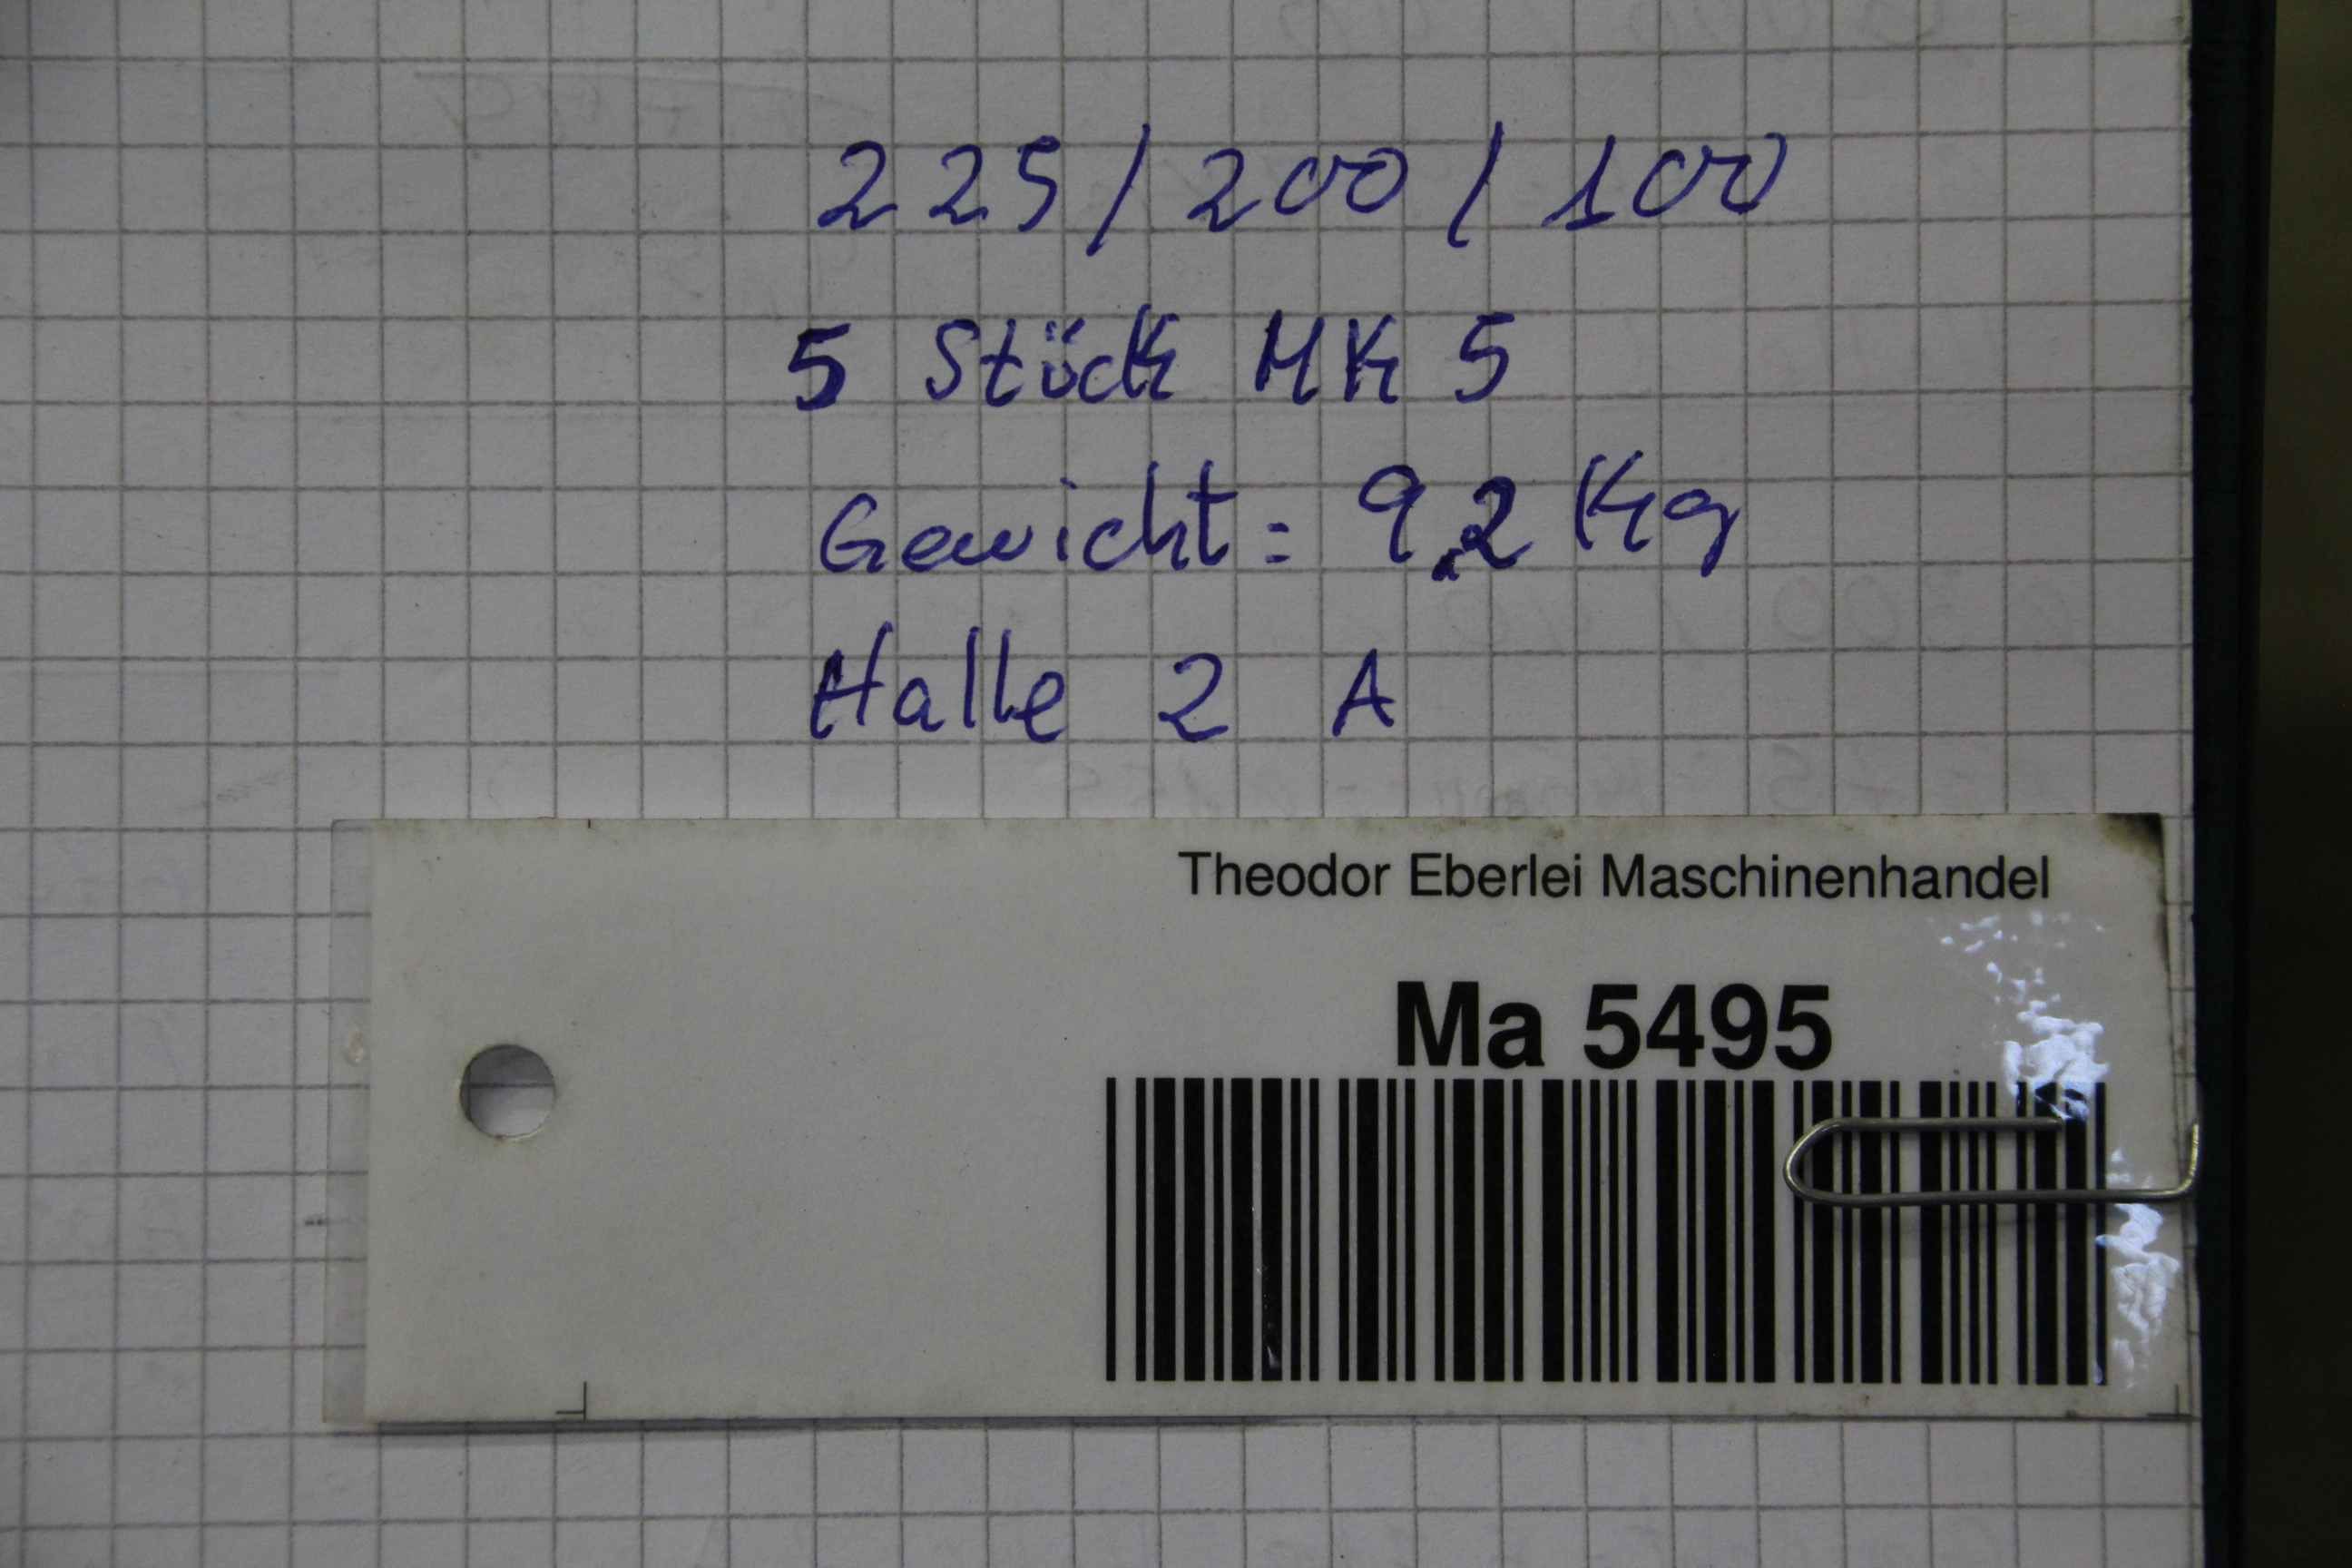 225/200/100
5 Stück MK 5
Gewicht: 9,2 Kg
Halle 2 A
Theodor Eberlei Maschinenhandel
Ma 5495